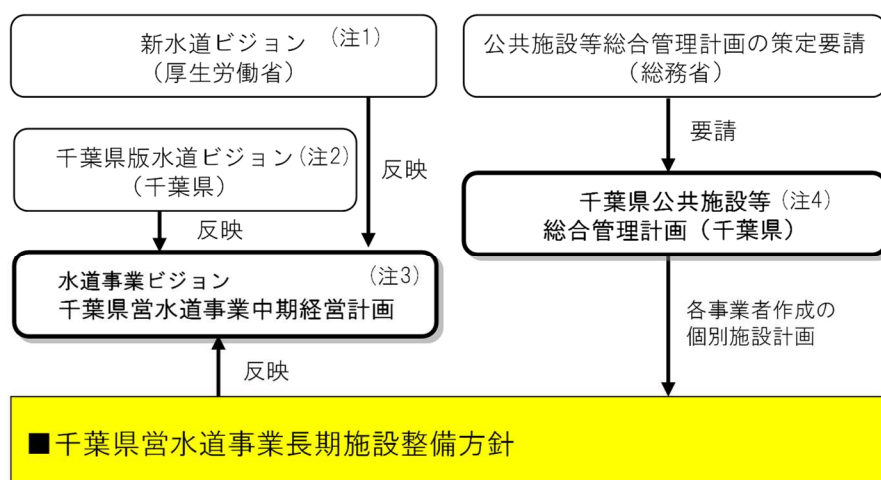 新水道ビジョン (注1)
(厚生労働省)
公共施設等総合管理計画の策定要請
(総務省)
要請
千葉県版水道ビジョン(注2)
(千葉県)
反映
反映
千葉県公共施設等 (注4)
総合管理計画(千葉県)
水道事業ビジョン (注3)
千葉県営水道事業中期経営計画
各事業者作成の
個別施設計画
反映
■千葉県営水道事業長期施設整備方針